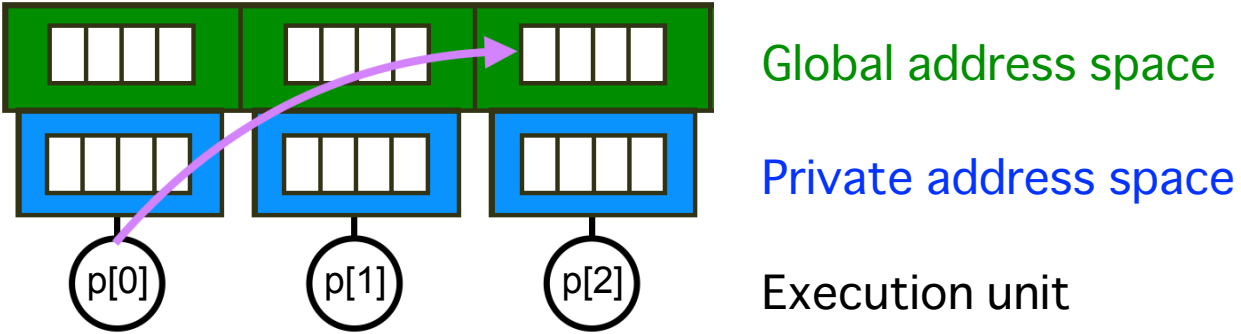 Global address space
Private address space
p[0] p[1] p[2] Execution unit